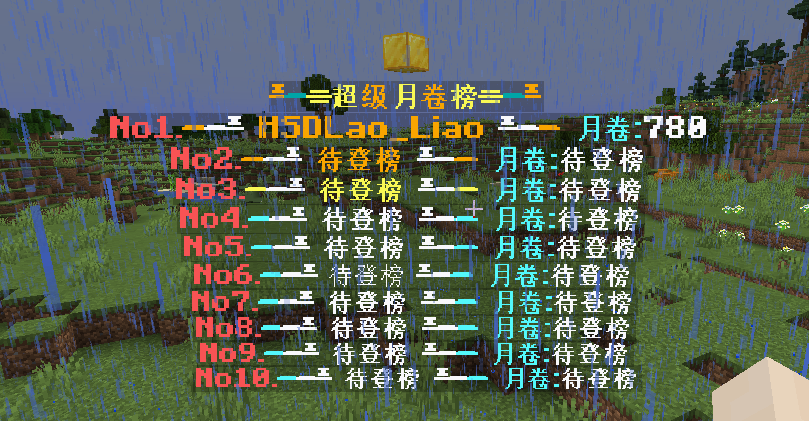 超级月卷榜
No1. H5DLao_Liao 月卷:780
No2. 待登榜 月卷:待登榜
No3. 待登榜 月卷:待登榜
No4. 待登榜 月卷:待登榜
No5. 待登榜 月卷:待登榜
No6. 待登榜 月卷:待登榜
No7. 待登榜 月卷:待登榜
No8. 待登榜 月卷:待登榜
No9. 待登榜 月卷:待登榜
No10. 待登榜 月卷:待登榜